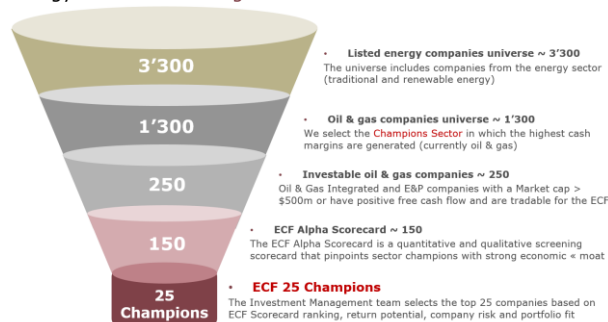 3'300
• Listed energy companies universe ~ 3'300
The universe includes companies from the energy sector
(traditional and renewable energy)
1'300
• Oil & gas companies universe ~ 1'300
We select the Champions Sector in which the highest cash
margins are generated (currently oil & gas)
250
• Investable oil & gas companies ~ 250
Oil & Gas Integrated and E&P companies with a Market cap >
$500m or have positive free cash flow and are tradable for the ECF
150
• ECF Alpha Scorecard ~ 150
The ECF Alpha Scorecard is a quantitative and qualitative screening
scorecard that pinpoints sector champions with strong economic « moat
25
Champions
• ECF 25 Champions
The Investment Management team selects the top 25 companies based on
ECF Scorecard ranking, return potential, company risk and portfolio fit